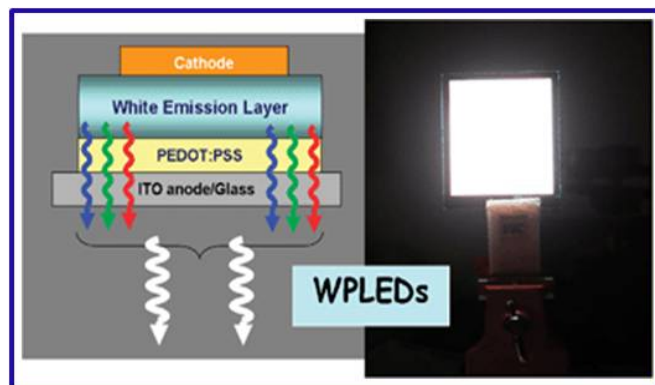 Cathode
White Emission Layer
PEDOT:PSS
ITO anode/Glass
WPLEDs